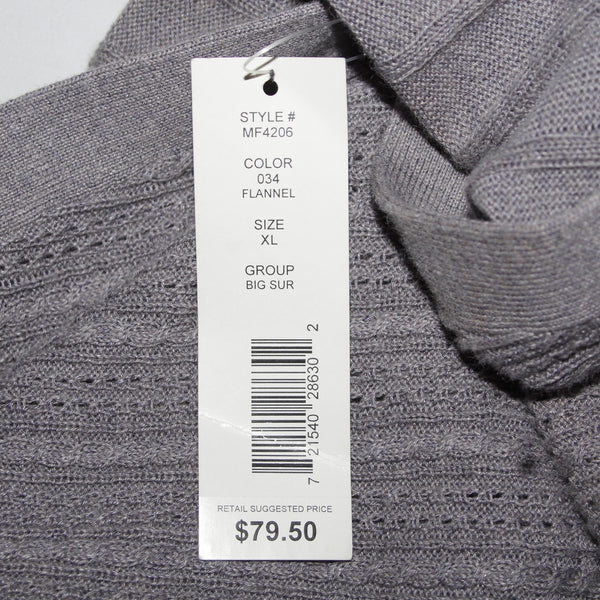 STYLE #
MF4206
COLOR
034
FLANNEL
SIZE
XL
GROUP
BIG SUR
7 21540 28630 2
RETAIL SUGGESTED PRICE
$79.50